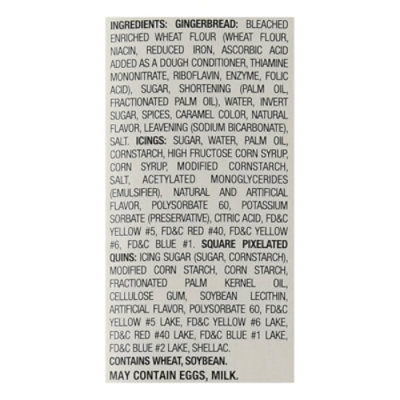 INGREDIENTS: GINGERBREAD: BLEACHED
ENRICHED WHEAT FLOUR (WHEAT FLOUR,
NIACIN, REDUCED IRON, ASCORBIC ACID
ADDED AS A DOUGH CONDITIONER, THIAMINE
MONONITRATE, RIBOFLAVIN, ENZYME, FOLIC
ACID), SUGAR, SHORTENING (PALM OIL,
FRACTIONATED PALM OIL), WATER, INVERT
SUGAR, SPICES, CARAMEL COLOR, NATURAL
FLAVOR, LEAVENING (SODIUM BICARBONATE),
SALT. ICINGS: SUGAR, WATER, PALM OIL,
CORNSTARCH, HIGH FRUCTOSE CORN SYRUP,
CORN SYRUP, MODIFIED CORNSTARCH,
SALT, ACETYLATED MONOGLYCERIDES
(EMULSIFIER), NATURAL AND ARTIFICIAL
FLAVOR, POLYSORBATE 60, POTASSIUM
SORBATE (PRESERVATIVE), CITRIC ACID, FD&C
YELLOW #5, FD&C RED #40, FD&C YELLOW
#6, FD&C BLUE #1. SQUARE PIXELATED
QUINS: ICING SUGAR (SUGAR, CORNSTARCH),
MODIFIED CORN STARCH, CORN STARCH,
FRACTIONATED PALM KERNEL OIL,
CELLULOSE GUM, SOYBEAN LECITHIN,
ARTIFICIAL FLAVOR, POLYSORBATE 60, FD&C
YELLOW #5 LAKE, FD&C YELLOW #6 LAKE,
FD&C RED #40 LAKE, FD&C BLUE #1 LAKE,
FD&C BLUE #2 LAKE, SHELLAC.
CONTAINS WHEAT, SOYBEAN.
MAY CONTAIN EGGS, MILK.